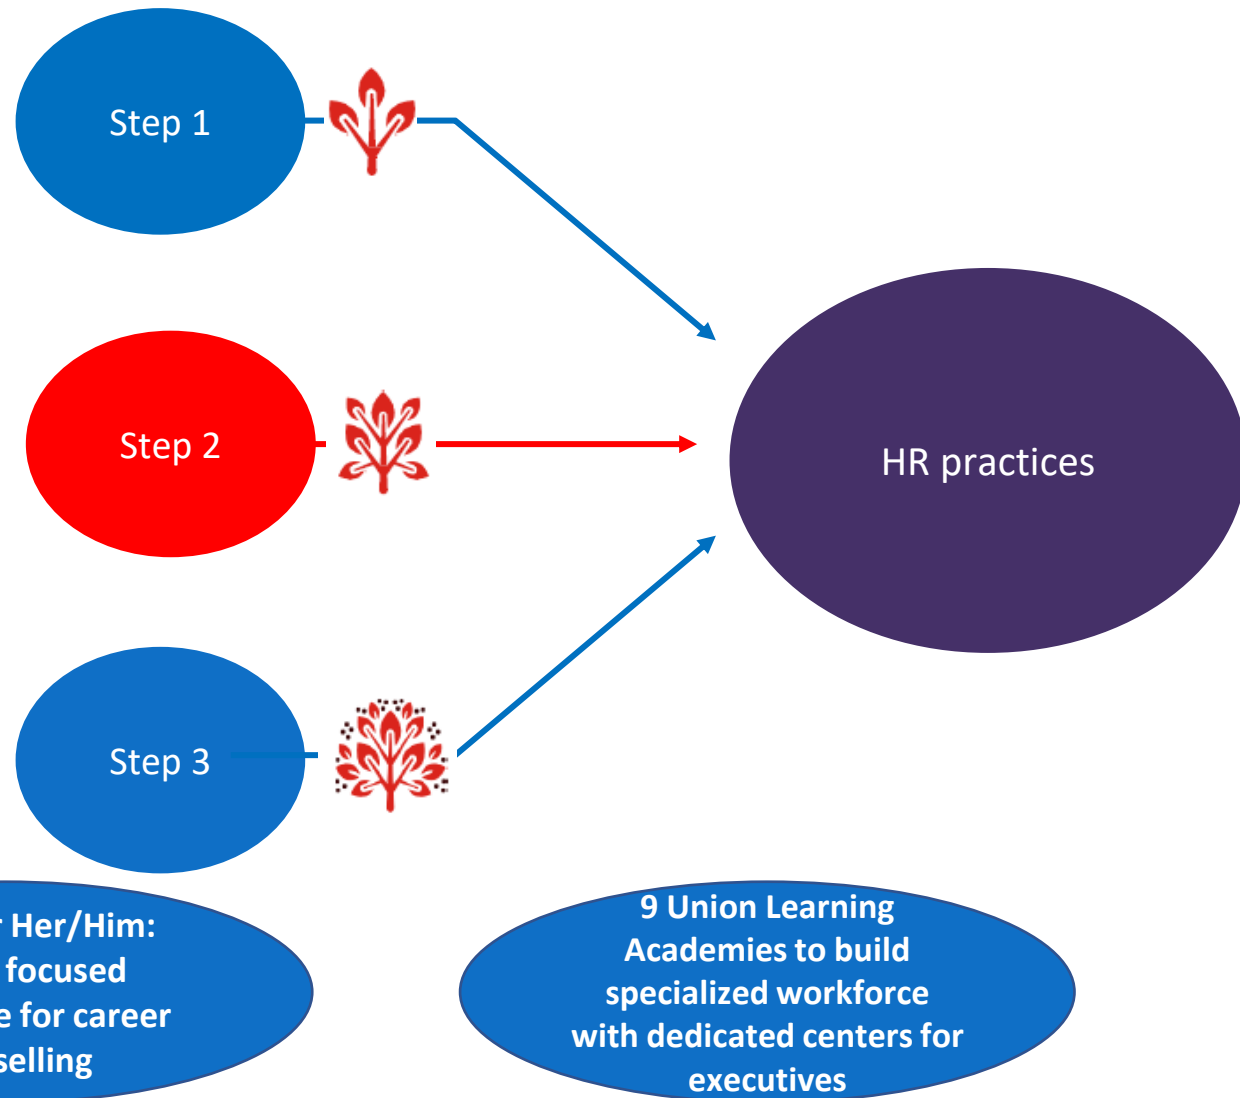 Step 1
Step 2
HR practices
Step 3
Her/Him:
focused
for career
9 Union Learning
Academies to build
specialized workforce
with dedicated centers for
executives